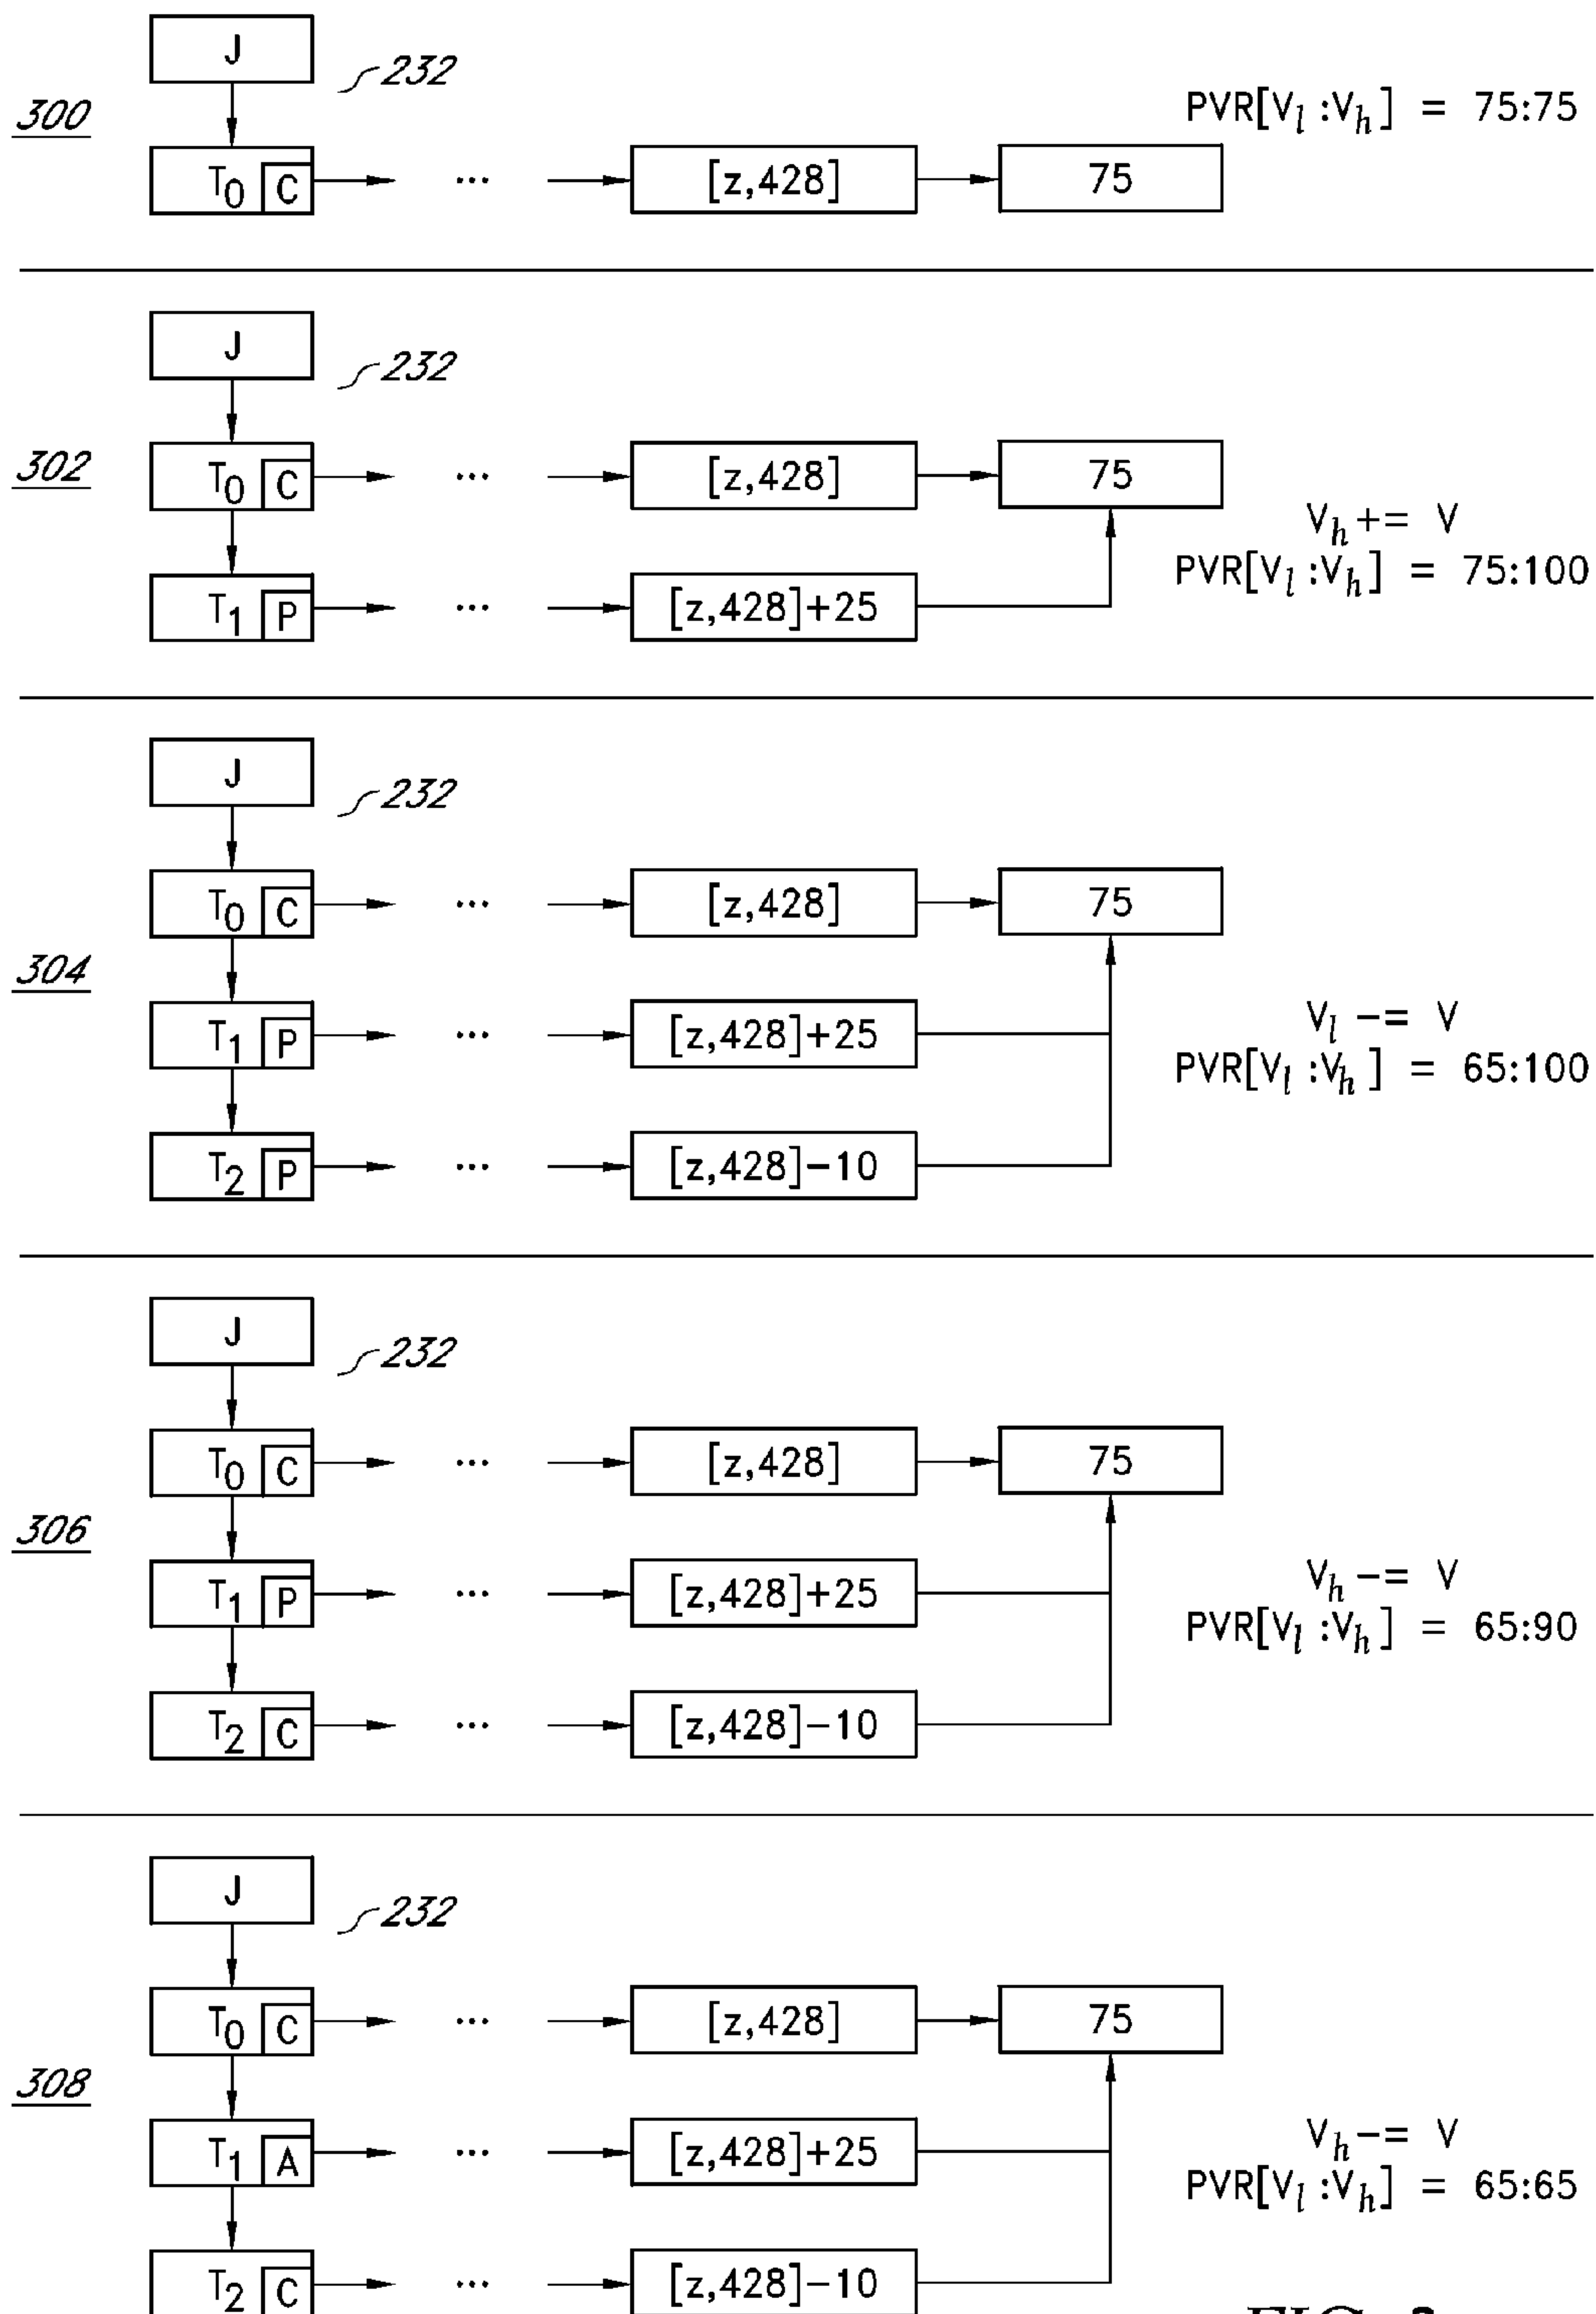 J
232
300
PVR[Vl :Vh] = 75:75
T0 C ... [z,428] 75
J
232
302
T0 C ... [z,428] 75
Vh += V
T1 P ... [z,428]+25
PVR[Vl :Vh] = 75:100
J
232
T0 C ... [z,428] 75
304
T1 P ... [z,428]+25
Vl -= V
PVR[Vl :Vh] = 65:100
T2 P ... [z,428]-10
J
232
T0 C ... [z,428] 75
306
T1 P ... [z,428]+25
Vh -= V
PVR[Vl :Vh] = 65:90
T2 C ... [z,428]-10
J
232
T0 C ... [z,428] 75
308
T1 A ... [z,428]+25
Vh -= V
PVR[Vl :Vh] = 65:65
T2 C ... [z,428]-10